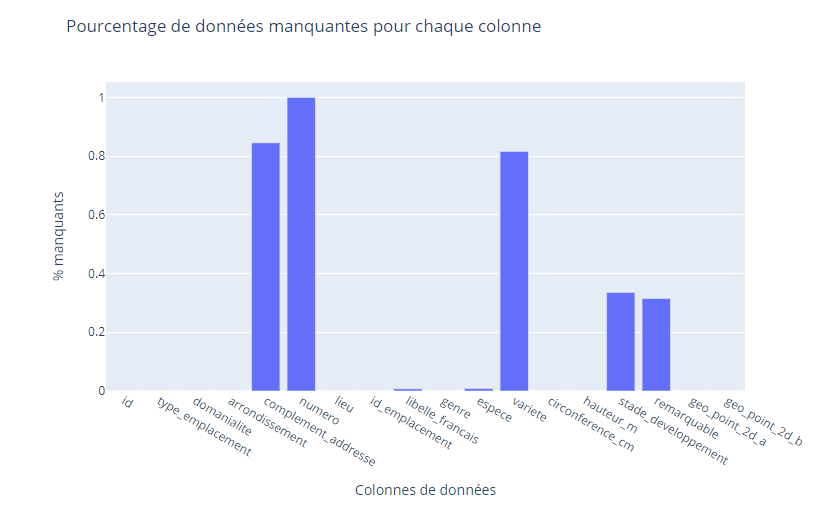 Pourcentage de données manquantes pour chaque colonne
% manquants
1
0.8
0.6
0.4
0.2
0
id
type_emplacement
domanialite
arrondissement
complement_addresse
numero
lieu
id_emplacement
libelle_francais
genre
espece
variete
circonference_cm
hauteur_m
stade_developpement
remarquable
geo_point_2d_a
geo_point_2d_b
Colonnes de données